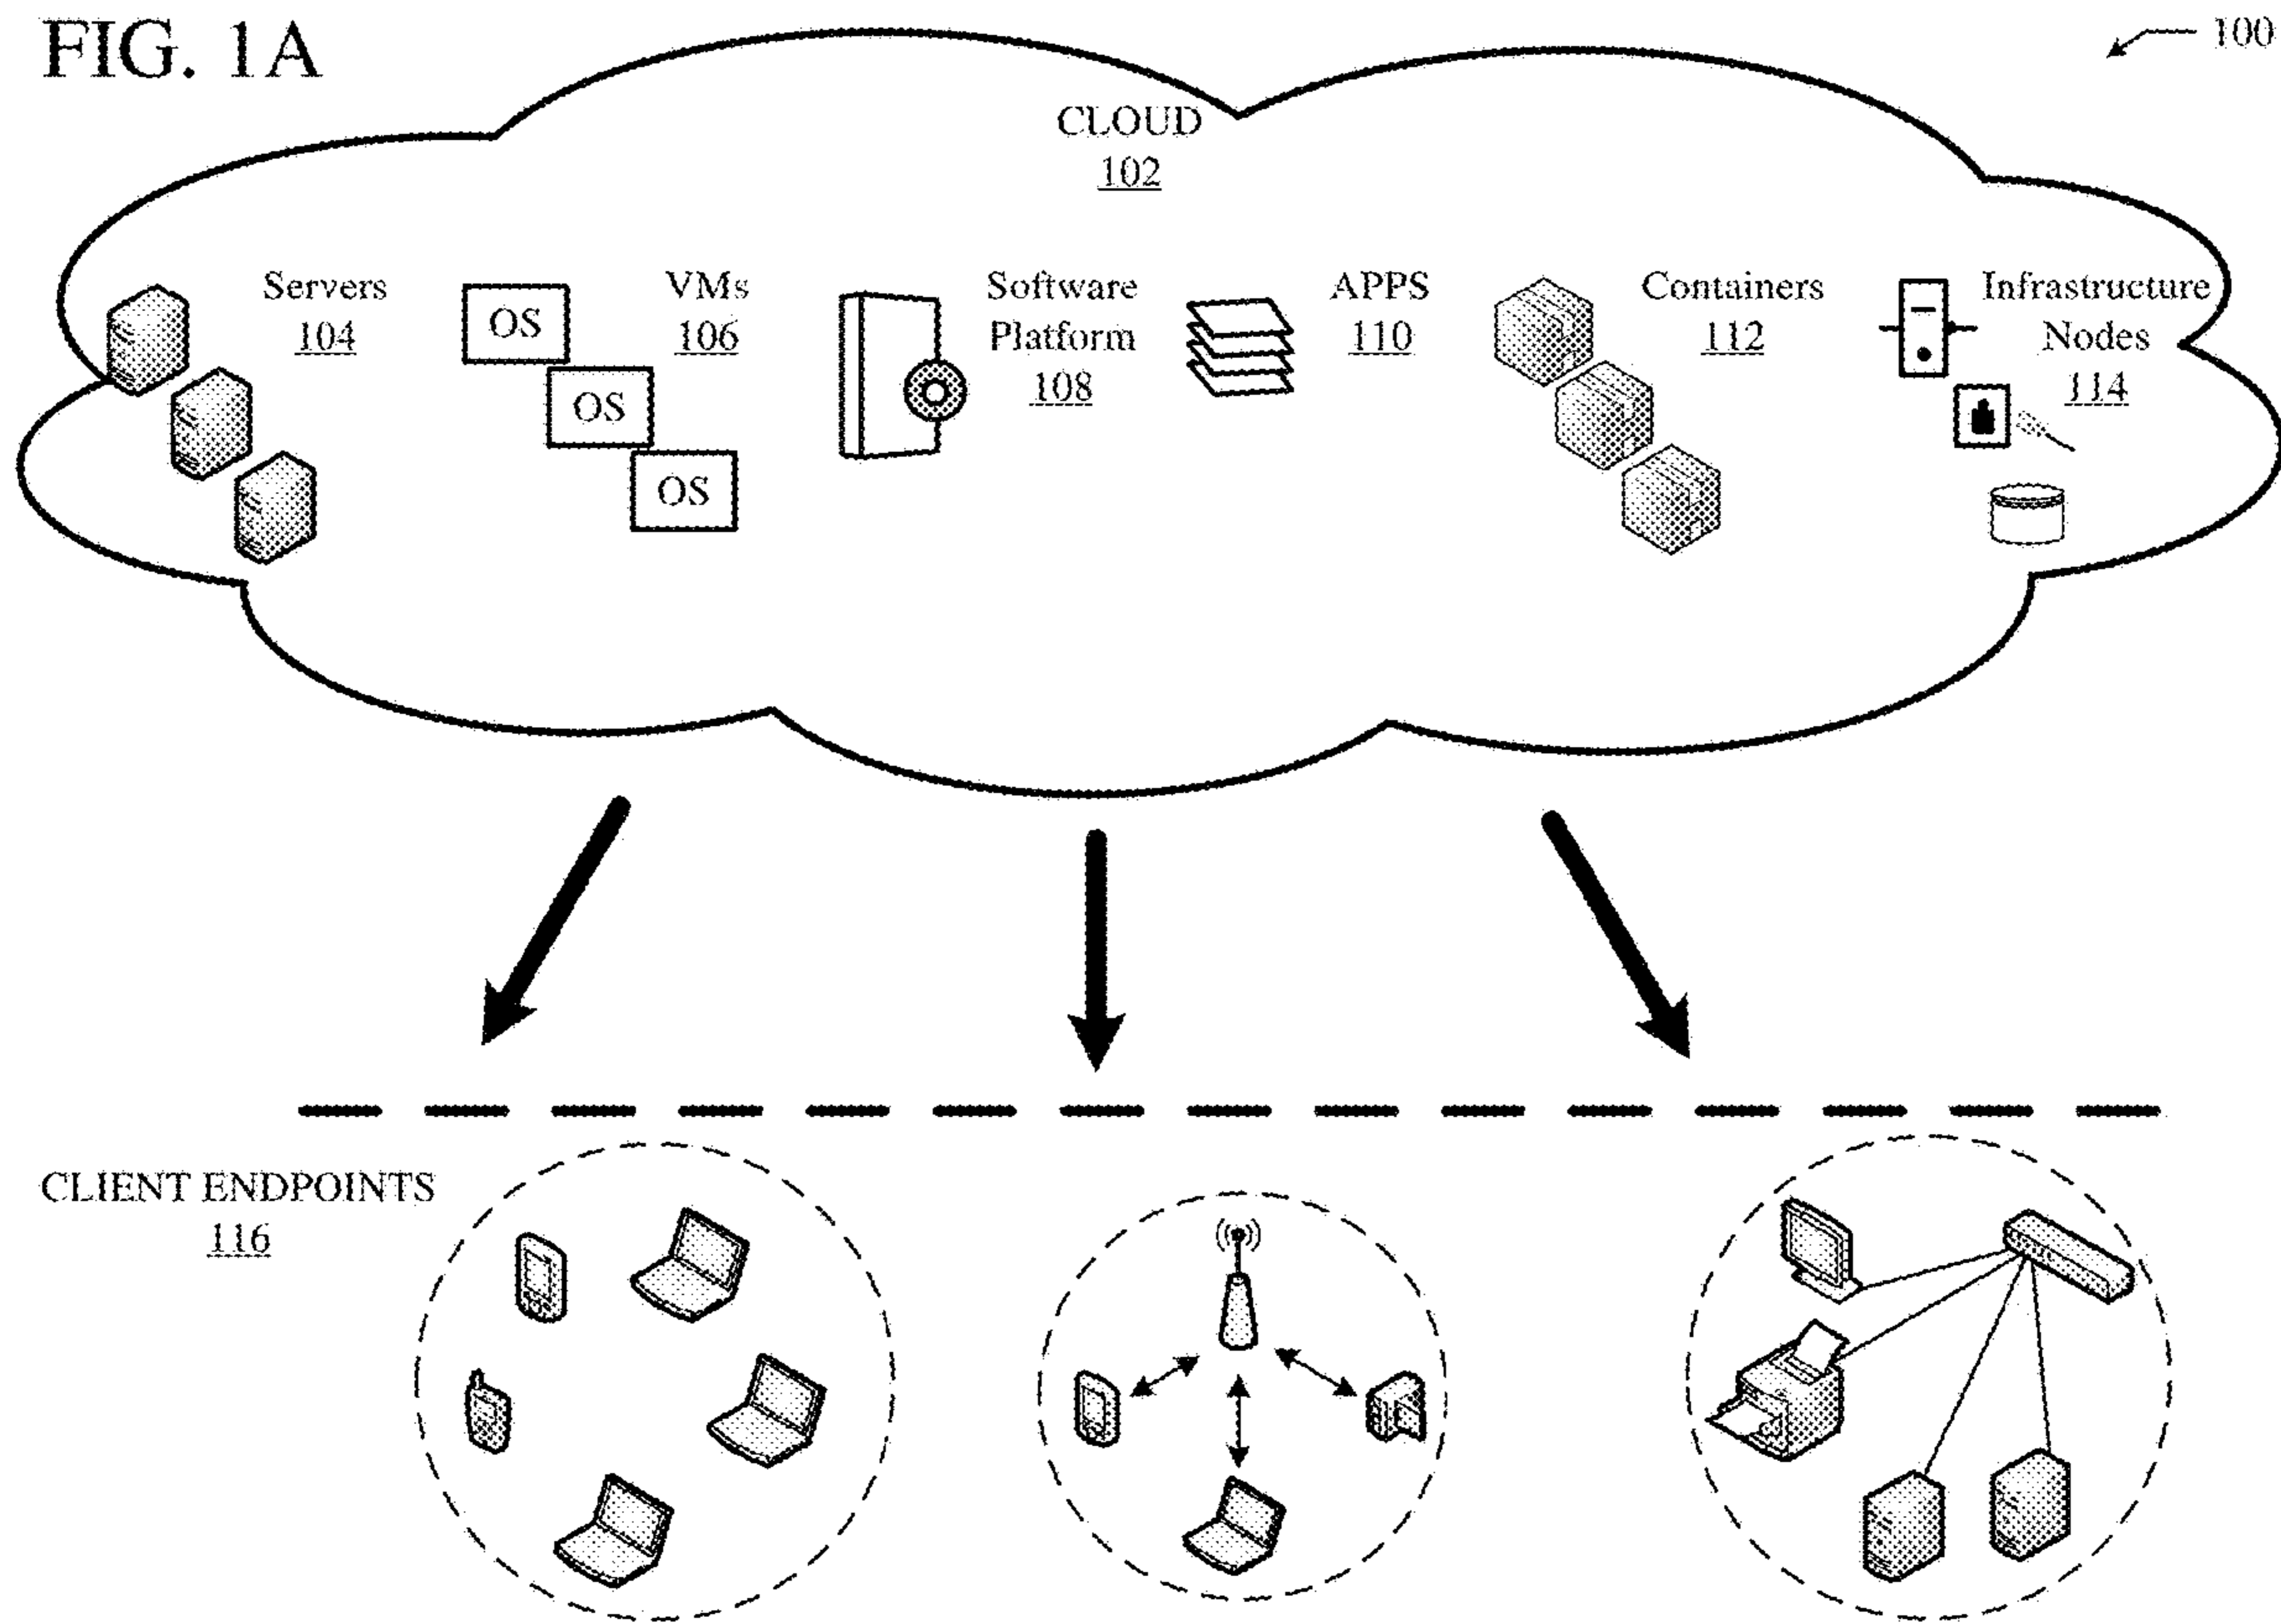 FIG. 1A
100
CLOUD
102
Servers
104
OS
OS
OS
VMs
106
Software
Platform
108
APPS
110
Containers
112
Infrastructure
Nodes
114
CLIENT ENDPOINTS
116